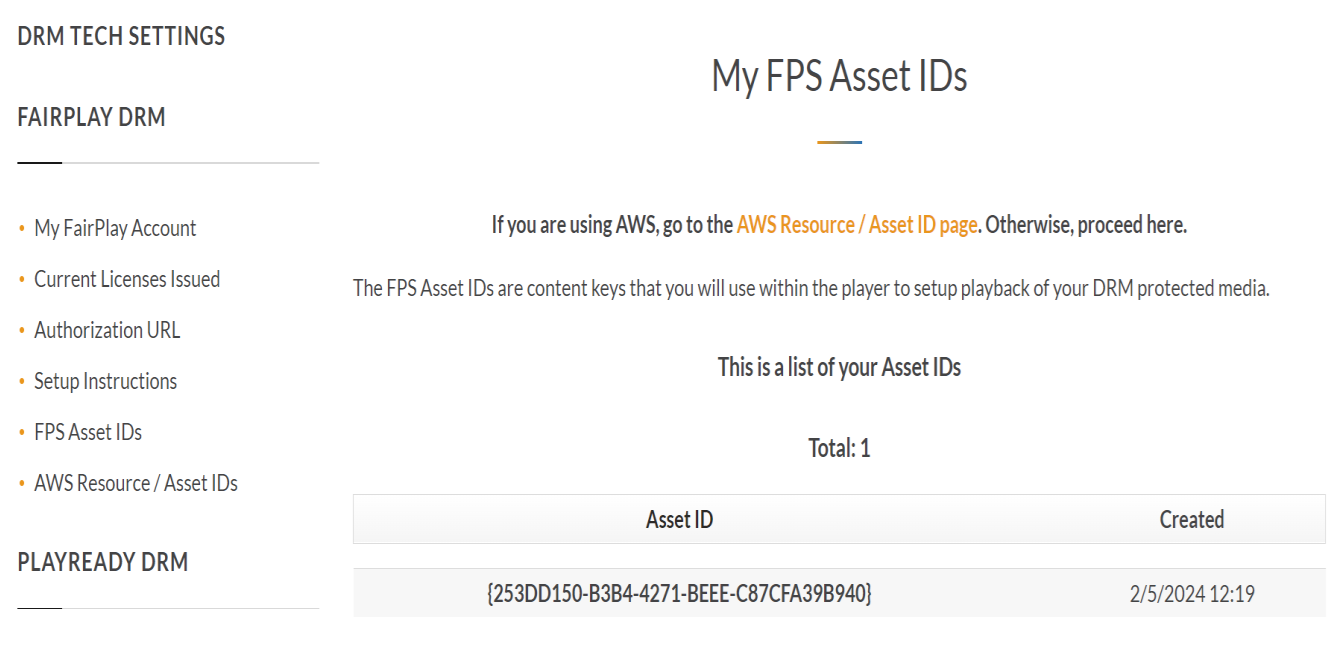 DRM TECH SETTINGS
FAIRPLAY DRM
My FairPlay Account
Current Licenses Issued
Authorization URL
Setup Instructions
FPS Asset IDs
AWS Resource / Asset IDs
PLAYREADY DRM
My FPS Asset IDs
If you are using AWS, go to the AWS Resource / Asset ID page. Otherwise, proceed here.
The FPS Asset IDs are content keys that you will use within the player to setup playback of your DRM protected media.
This is a list of your Asset IDs
Total: 1
Asset ID Created
{253DD150-B3B4-4271-BEEE-C87CFA39B940} 2/5/2024 12:19